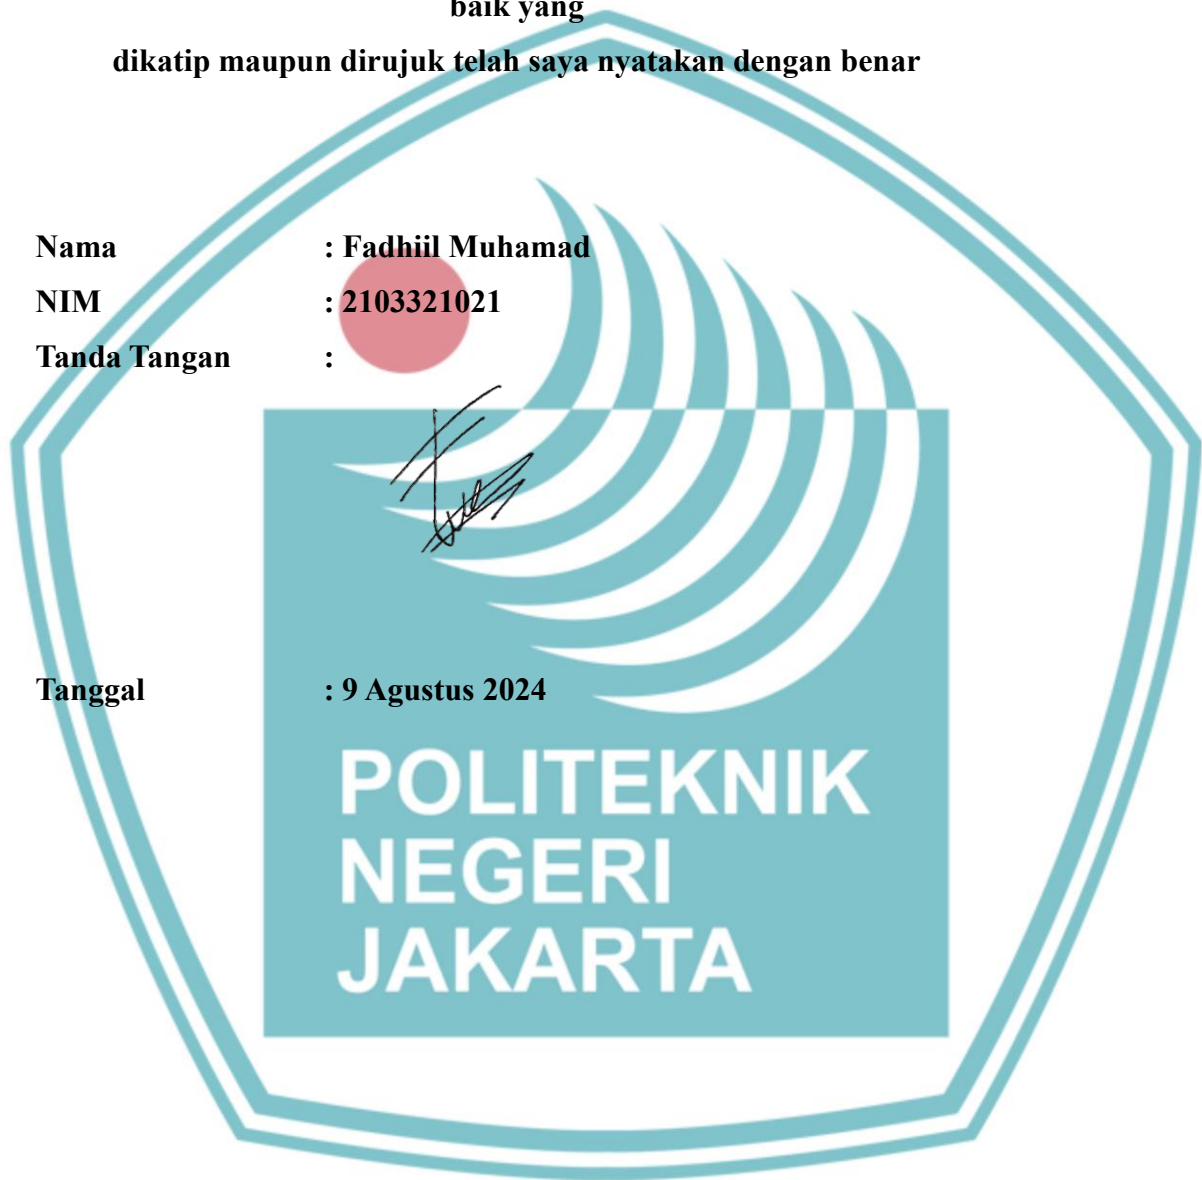 baik yang
dikatip maupun dirujuk telah saya nyatakan dengan benar
Nama : Fadhiil Muhamad
NIM : 2103321021
Tanda Tangan :
Tanggal : 9 Agustus 2024
POLITEKNIK
NEGERI
JAKARTA